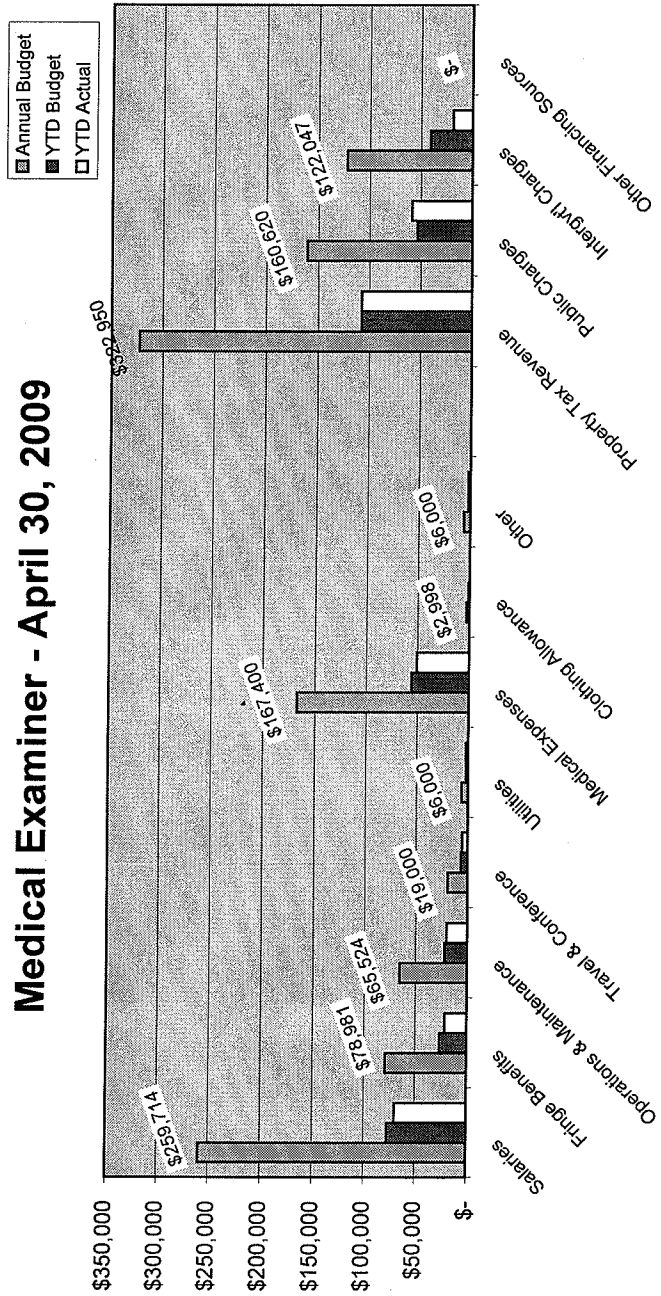 Medical Examiner - April 30, 2009
Annual Budget
YTD Budget
YTD Actual
$350,000
$300,000
$250,000
$200,000
$150,000
$100,000
$50,000
$-
$259,714
$78,981
$65,524
$19,000
$6,000
$167,400
$2,998
$6,000
$322,950
$160,620
$122,047
$-
Salaries
Fringe Benefits
Operations & Maintenance
Travel & Conference
Utilities
Medical Expenses
Clothing Allowance
Other
Property Tax Revenue
Public Charges
Intergvt'l Charges
Other Financing Sources